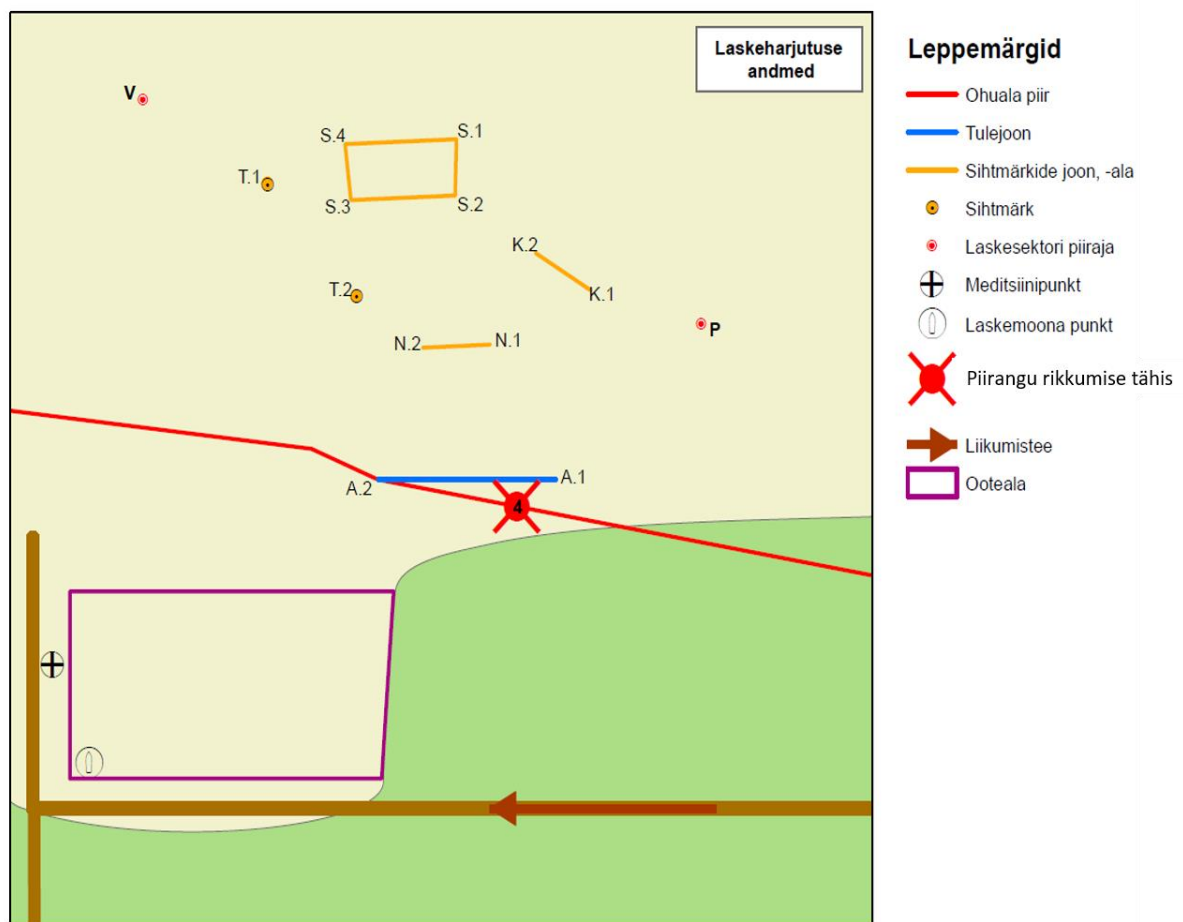 Laskeharjutuse
andmed
V
S.4
S.1
T.1
S.3
S.2
K.2
T.2
K.1
P
N.2
N.1
A.2
A.1
4
Leppemärgid
Ohuala piir
Tulejoon
Sihtmärkide joon, -ala
Sihtmärk
Laskesektori piiraja
Meditsiinipunkt
Laskemoona punkt
Piirangu rikkumise tähis
Liikumistee
Ooteala